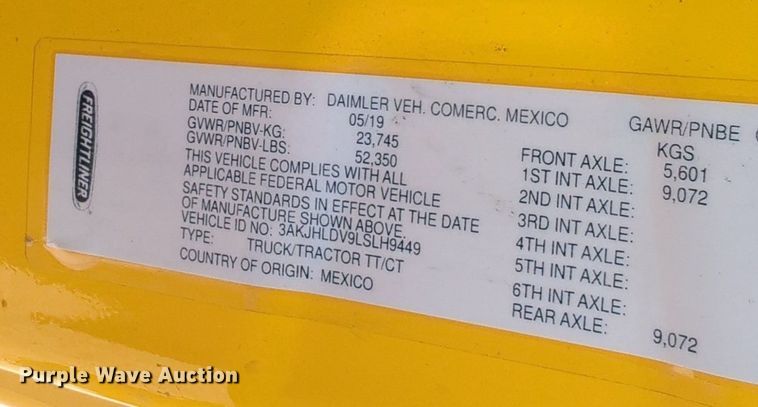 FREIGHTLINER
MANUFACTURED BY: DAIMLER VEH. COMERC. MEXICO
DATE OF MFR: 05/19
GVWR/PNBV-KG: 23,745
GVWR/PNBV-LBS: 52,350
THIS VEHICLE COMPLIES WITH ALL
APPLICABLE FEDERAL MOTOR VEHICLE
SAFETY STANDARDS IN EFFECT AT THE DATE
OF MANUFACTURE SHOWN ABOVE.
VEHICLE ID NO: 3AKJHLDV9LSLH9449
TYPE: TRUCK/TRACTOR TT/CT
COUNTRY OF ORIGIN: MEXICO
GAWR/PNBE
KGS
FRONT AXLE: 5,601
1ST INT AXLE: 9,072
2ND INT AXLE:
3RD INT AXLE:
4TH INT AXLE:
5TH INT AXLE:
6TH INT AXLE:
REAR AXLE: 9,072
Purple Wave Auction